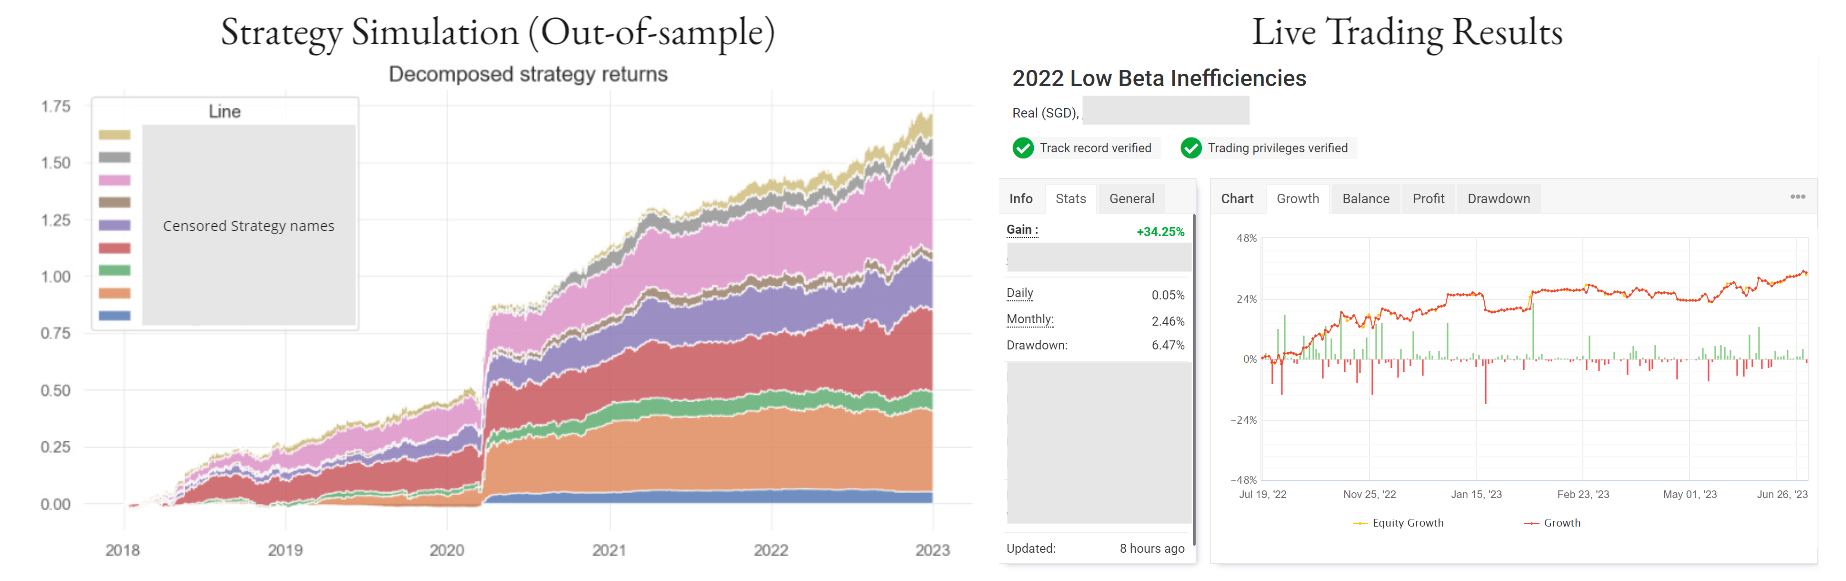 Strategy Simulation (Out-of-sample)
Decomposed strategy returns
Line
Censored Strategy names
1.75
1.50
1.25
1.00
0.75
0.50
0.25
0.00
2018 2019 2020 2021 2022 2023
Live Trading Results
2022 Low Beta Inefficiencies
Real (SGD),
Track record verified Trading privileges verified
Info Stats General
Gain : +34.25%
Daily 0.05%
Monthly: 2.46%
Drawdown: 6.47%
Updated: 8 hours ago
Chart Growth Balance Profit Drawdown
48%
24%
0%
-24%
-48%
Jul 19, '22 Nov 25, '22 Jan 15, '23 Feb 23, '23 May 01, '23 Jun 26, '23
Equity Growth Growth